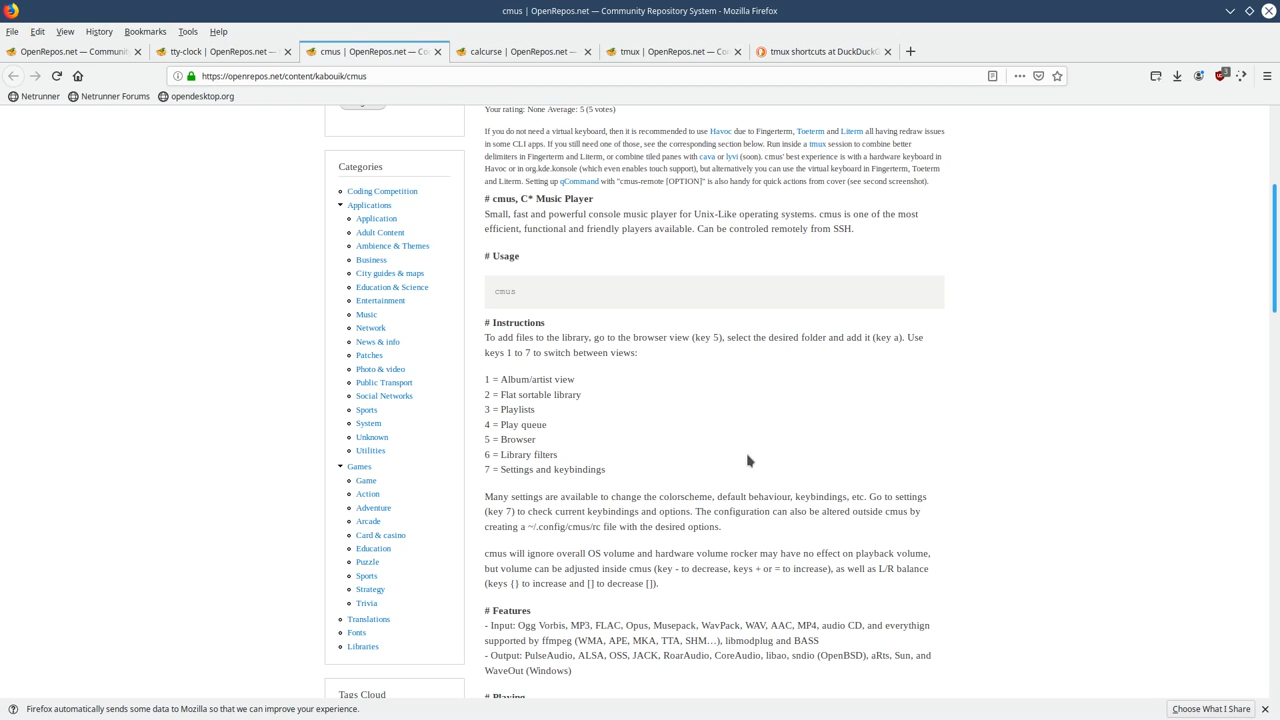 cmus | OpenRepos.net — Community Repository System - Mozilla Firefox
File Edit View History Bookmarks Tools Help
OpenRepos.net — Commun
tty-clock | OpenRepos.net —
cmus | OpenRepos.net — Co
calcurse | OpenRepos.net —
tmux | OpenRepos.net — Co
tmux shortcuts at DuckDuckG
https://openrepos.net/content/kabouik/cmus
3
Netrunner Netrunner Forums opendesktop.org
Categories
Coding Competition
Applications
Application
Adult Content
Ambience & Themes
Business
City guides & maps
Education & Science
Entertainment
Music
Network
News & info
Patches
Photo & video
Public Transport
Social Networks
Sports
System
Unknown
Utilities
Games
Game
Action
Adventure
Arcade
Card & casino
Education
Puzzle
Sports
Strategy
Trivia
Translations
Fonts
Libraries
Tags Cloud
Your rating: None Average: 5 (5 votes)
If you do not need a virtual keyboard, then it is recommended to use Havoc due to Fingerterm, Toeterm and Literm all having redraw issues
in some CLI apps. If you still need one of those, see the corresponding section below. Run inside a tmux session to combine better
delimiters in Fingerterm and Literm, or combine tiled panes with cava or lyvi (soon). cmus' best experience is with a hardware keyboard in
Havoc or in org.kde.konsole (which even enables touch support), but alternatively you can use the virtual keyboard in Fingerterm, Toeterm
and Literm. Setting up qCommand with "cmus-remote [OPTION]" is also handy for quick actions from cover (see second screenshot).
# cmus, C* Music Player
Small, fast and powerful console music player for Unix-Like operating systems. cmus is one of the most
efficient, functional and friendly players available. Can be controled remotely from SSH.
# Usage
cmus
# Instructions
To add files to the library, go to the browser view (key 5), select the desired folder and add it (key a). Use
keys 1 to 7 to switch between views:
1 = Album/artist view
2 = Flat sortable library
3 = Playlists
4 = Play queue
5 = Browser
6 = Library filters
7 = Settings and keybindings
Many settings are available to change the colorscheme, default behaviour, keybindings, etc. Go to settings
(key 7) to check current keybindings and options. The configuration can also be altered outside cmus by
creating a ~/.config/cmus/rc file with the desired options.
cmus will ignore overall OS volume and hardware volume rocker may have no effect on playback volume,
but volume can be adjusted inside cmus (key - to decrease, keys + or = to increase), as well as L/R balance
(keys {} to increase and [] to decrease []).
# Features
- Input: Ogg Vorbis, MP3, FLAC, Opus, Musepack, WavPack, WAV, AAC, MP4, audio CD, and everythign
supported by ffmpeg (WMA, APE, MKA, TTA, SHM…), libmodplug and BASS
- Output: PulseAudio, ALSA, OSS, JACK, RoarAudio, CoreAudio, libao, sndio (OpenBSD), aRts, Sun, and
WaveOut (Windows)
# Playing
Firefox automatically sends some data to Mozilla so that we can improve your experience.
Choose What I Share